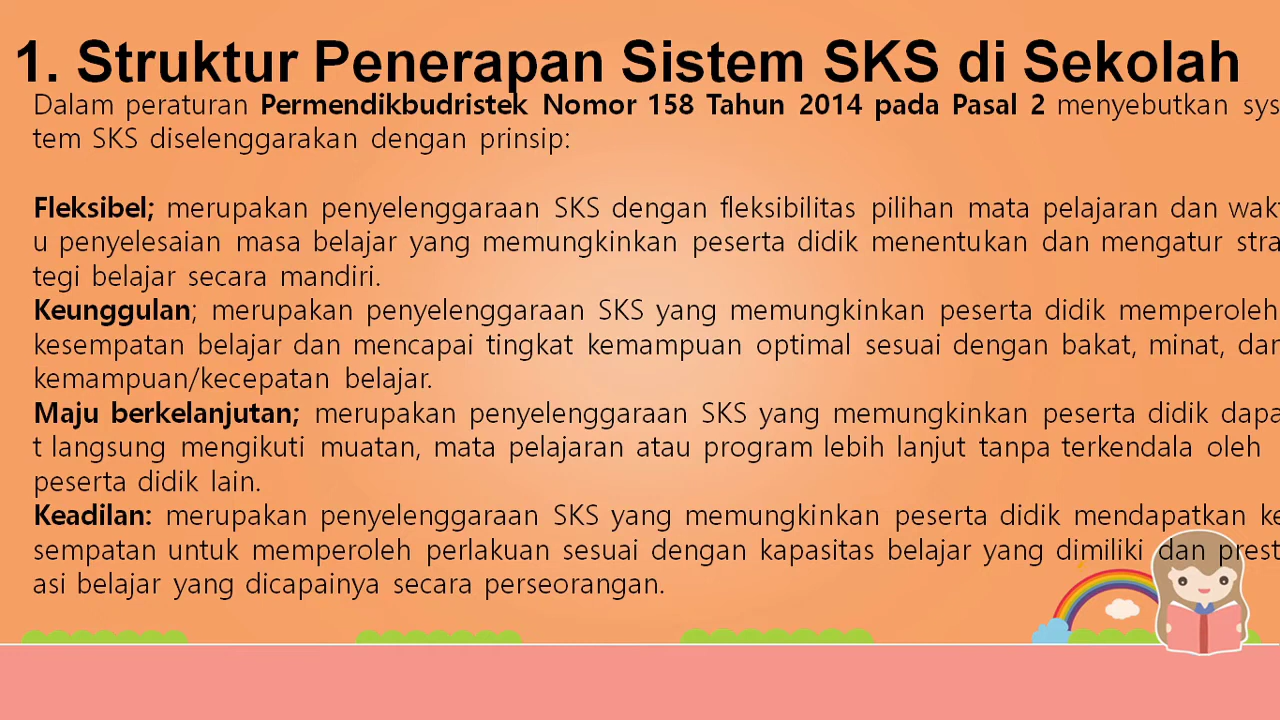 1. Struktur Penerapan Sistem SKS di Sekolah
Dalam peraturan Permendikbudristek Nomor 158 Tahun 2014 pada Pasal 2 menyebutkan sys
tem SKS diselenggarakan dengan prinsip:
Fleksibel; merupakan penyelenggaraan SKS dengan fleksibilitas pilihan mata pelajaran dan wakt
u penyelesaian masa belajar yang memungkinkan peserta didik menentukan dan mengatur stra
tegi belajar secara mandiri.
Keunggulan; merupakan penyelenggaraan SKS yang memungkinkan peserta didik memperoleh
kesempatan belajar dan mencapai tingkat kemampuan optimal sesuai dengan bakat, minat, dan
kemampuan/kecepatan belajar.
Maju berkelanjutan; merupakan penyelenggaraan SKS yang memungkinkan peserta didik dapa
t langsung mengikuti muatan, mata pelajaran atau program lebih lanjut tanpa terkendala oleh
peserta didik lain.
Keadilan: merupakan penyelenggaraan SKS yang memungkinkan peserta didik mendapatkan ke
sempatan untuk memperoleh perlakuan sesuai dengan kapasitas belajar yang dimiliki dan prest
asi belajar yang dicapainya secara perseorangan.